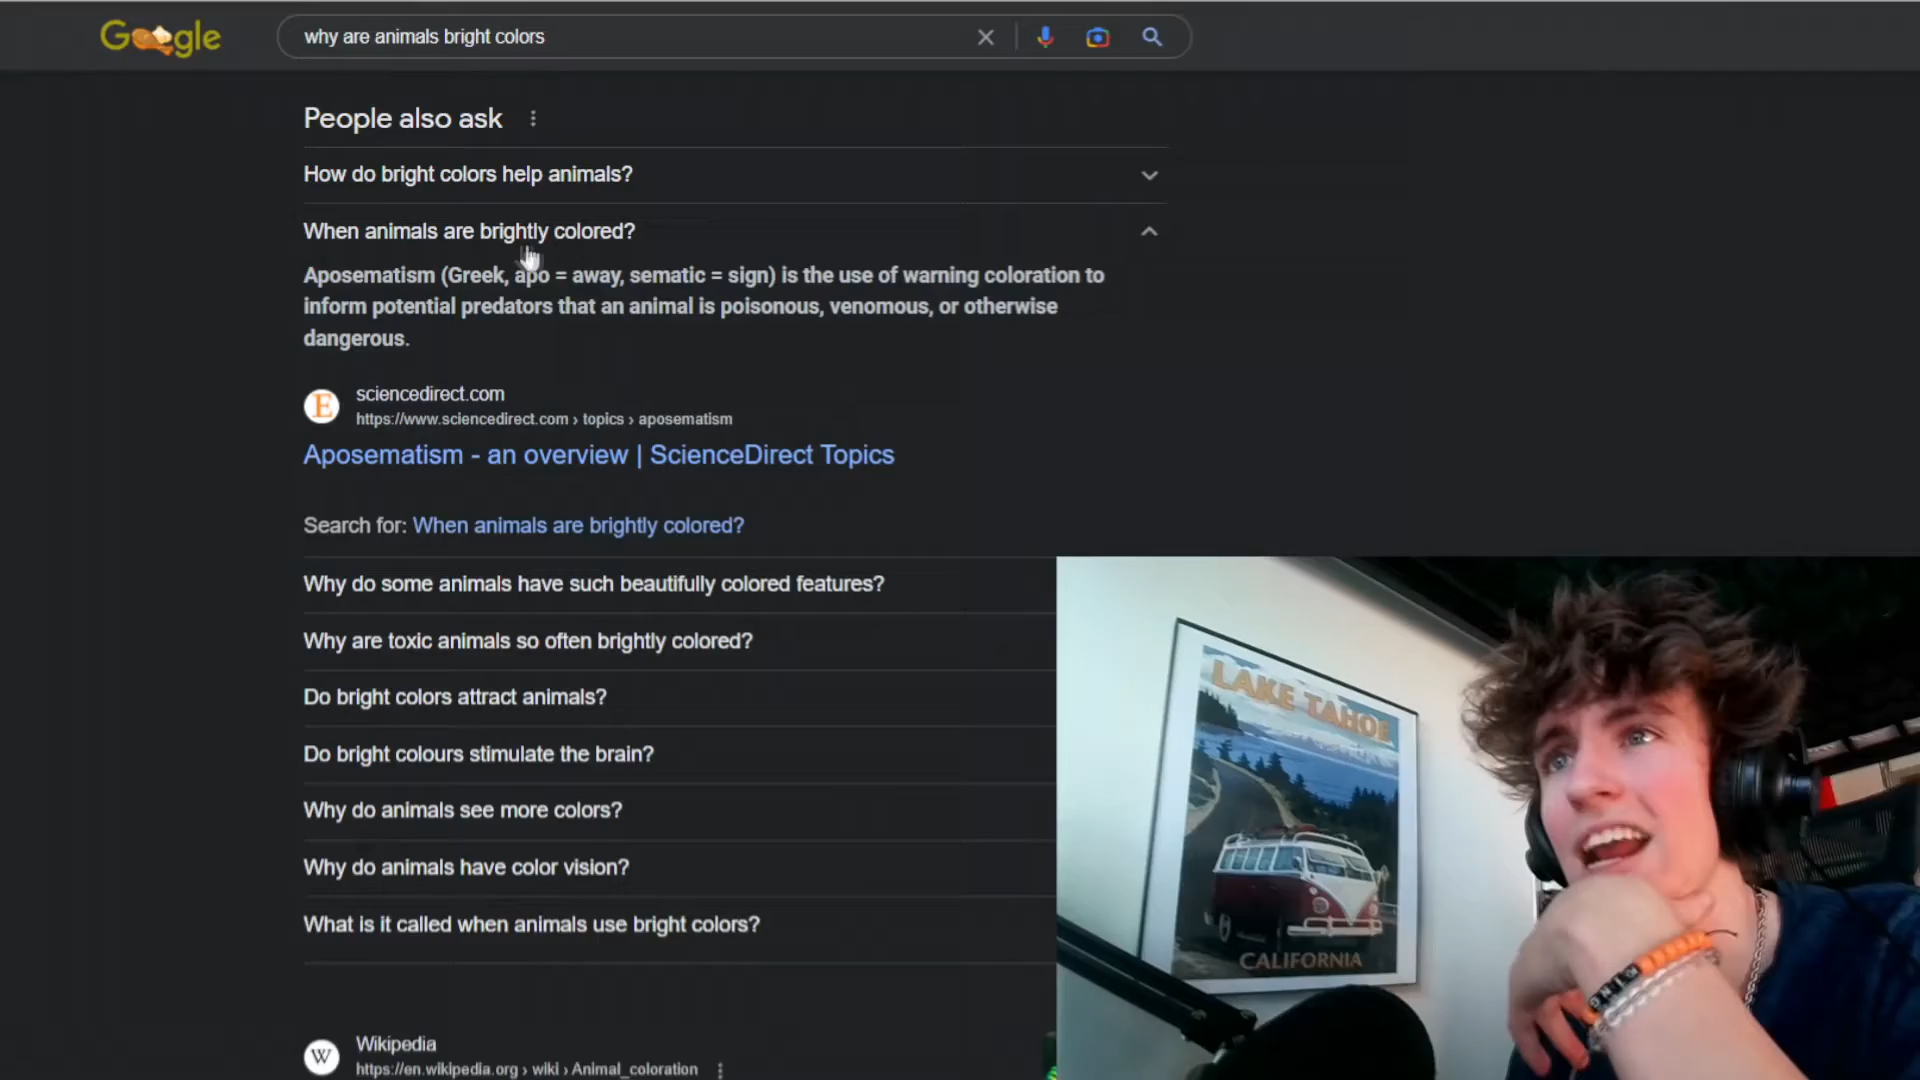 Google
why are animals bright colors
People also ask
How do bright colors help animals?
When animals are brightly colored?
Aposematism (Greek, apo = away, sematic = sign) is the use of warning coloration to
inform potential predators that an animal is poisonous, venomous, or otherwise
dangerous.
E
sciencedirect.com
https://www.sciencedirect.com › topics › aposematism
Aposematism - an overview | ScienceDirect Topics
Search for: When animals are brightly colored?
Why do some animals have such beautifully colored features?
Why are toxic animals so often brightly colored?
Do bright colors attract animals?
Do bright colours stimulate the brain?
Why do animals see more colors?
Why do animals have color vision?
What is it called when animals use bright colors?
W
Wikipedia
https://en.wikipedia.org › wiki › Animal_coloration
LAKE TAHOE
CALIFORNIA